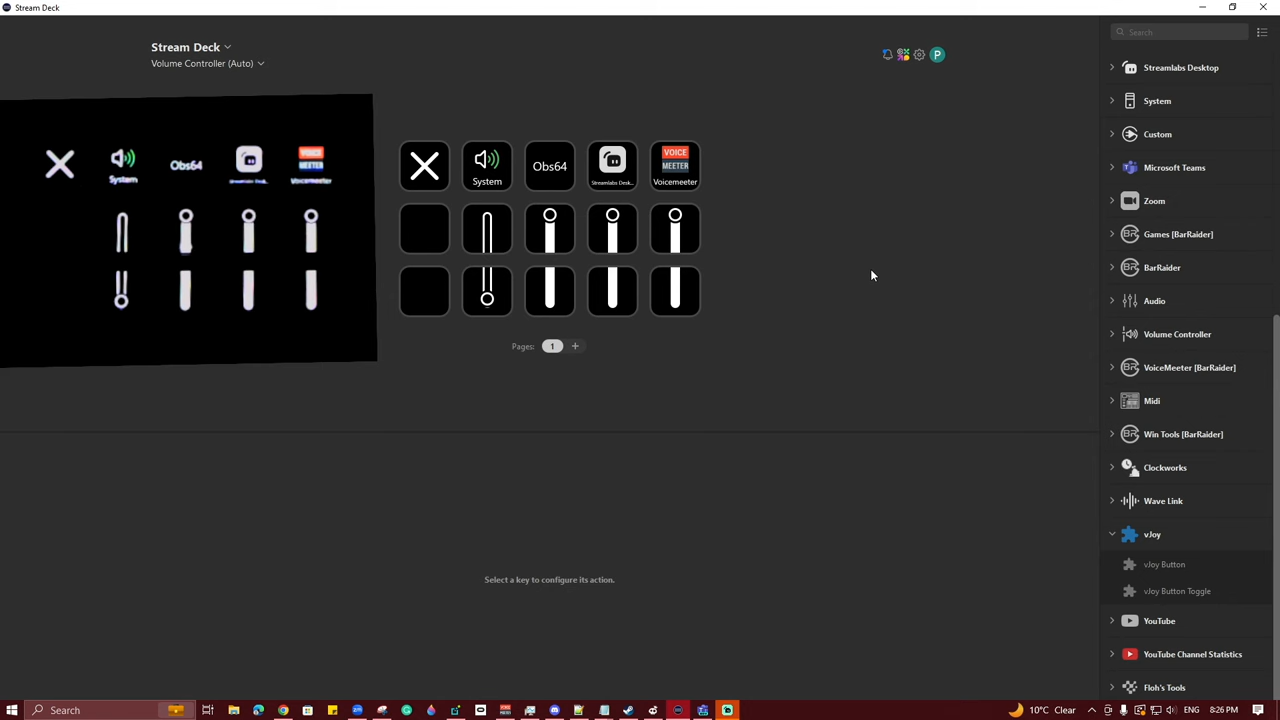 Stream Deck
Stream Deck
Volume Controller (Auto)
P
System
Obs64
Voicemeeter
System
Obs64
Streamlabs Desk...
VOICE
MEETER
Voicemeeter
Pages:
1
+
Select a key to configure its action.
Search
Streamlabs Desktop
System
Custom
Microsoft Teams
Zoom
Games [BarRaider]
BarRaider
Audio
Volume Controller
VoiceMeeter [BarRaider]
Midi
Win Tools [BarRaider]
Clockworks
Wave Link
vJoy
vJoy Button
vJoy Button Toggle
YouTube
YouTube Channel Statistics
Floh's Tools
Search
10°C Clear
ENG
8:26 PM